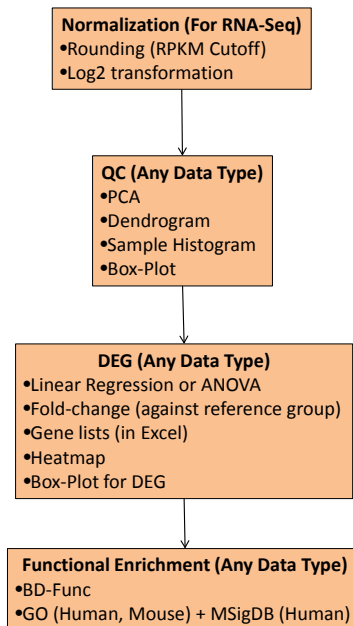 Normalization (For RNA-Seq)
•Rounding (RPKM Cutoff)
•Log2 transformation
QC (Any Data Type)
•PCA
•Dendrogram
•Sample Histogram
•Box-Plot
DEG (Any Data Type)
•Linear Regression or ANOVA
•Fold-change (against reference group)
•Gene lists (in Excel)
•Heatmap
•Box-Plot for DEG
Functional Enrichment (Any Data Type)
•BD-Func
•GO (Human, Mouse) + MSigDB (Human)